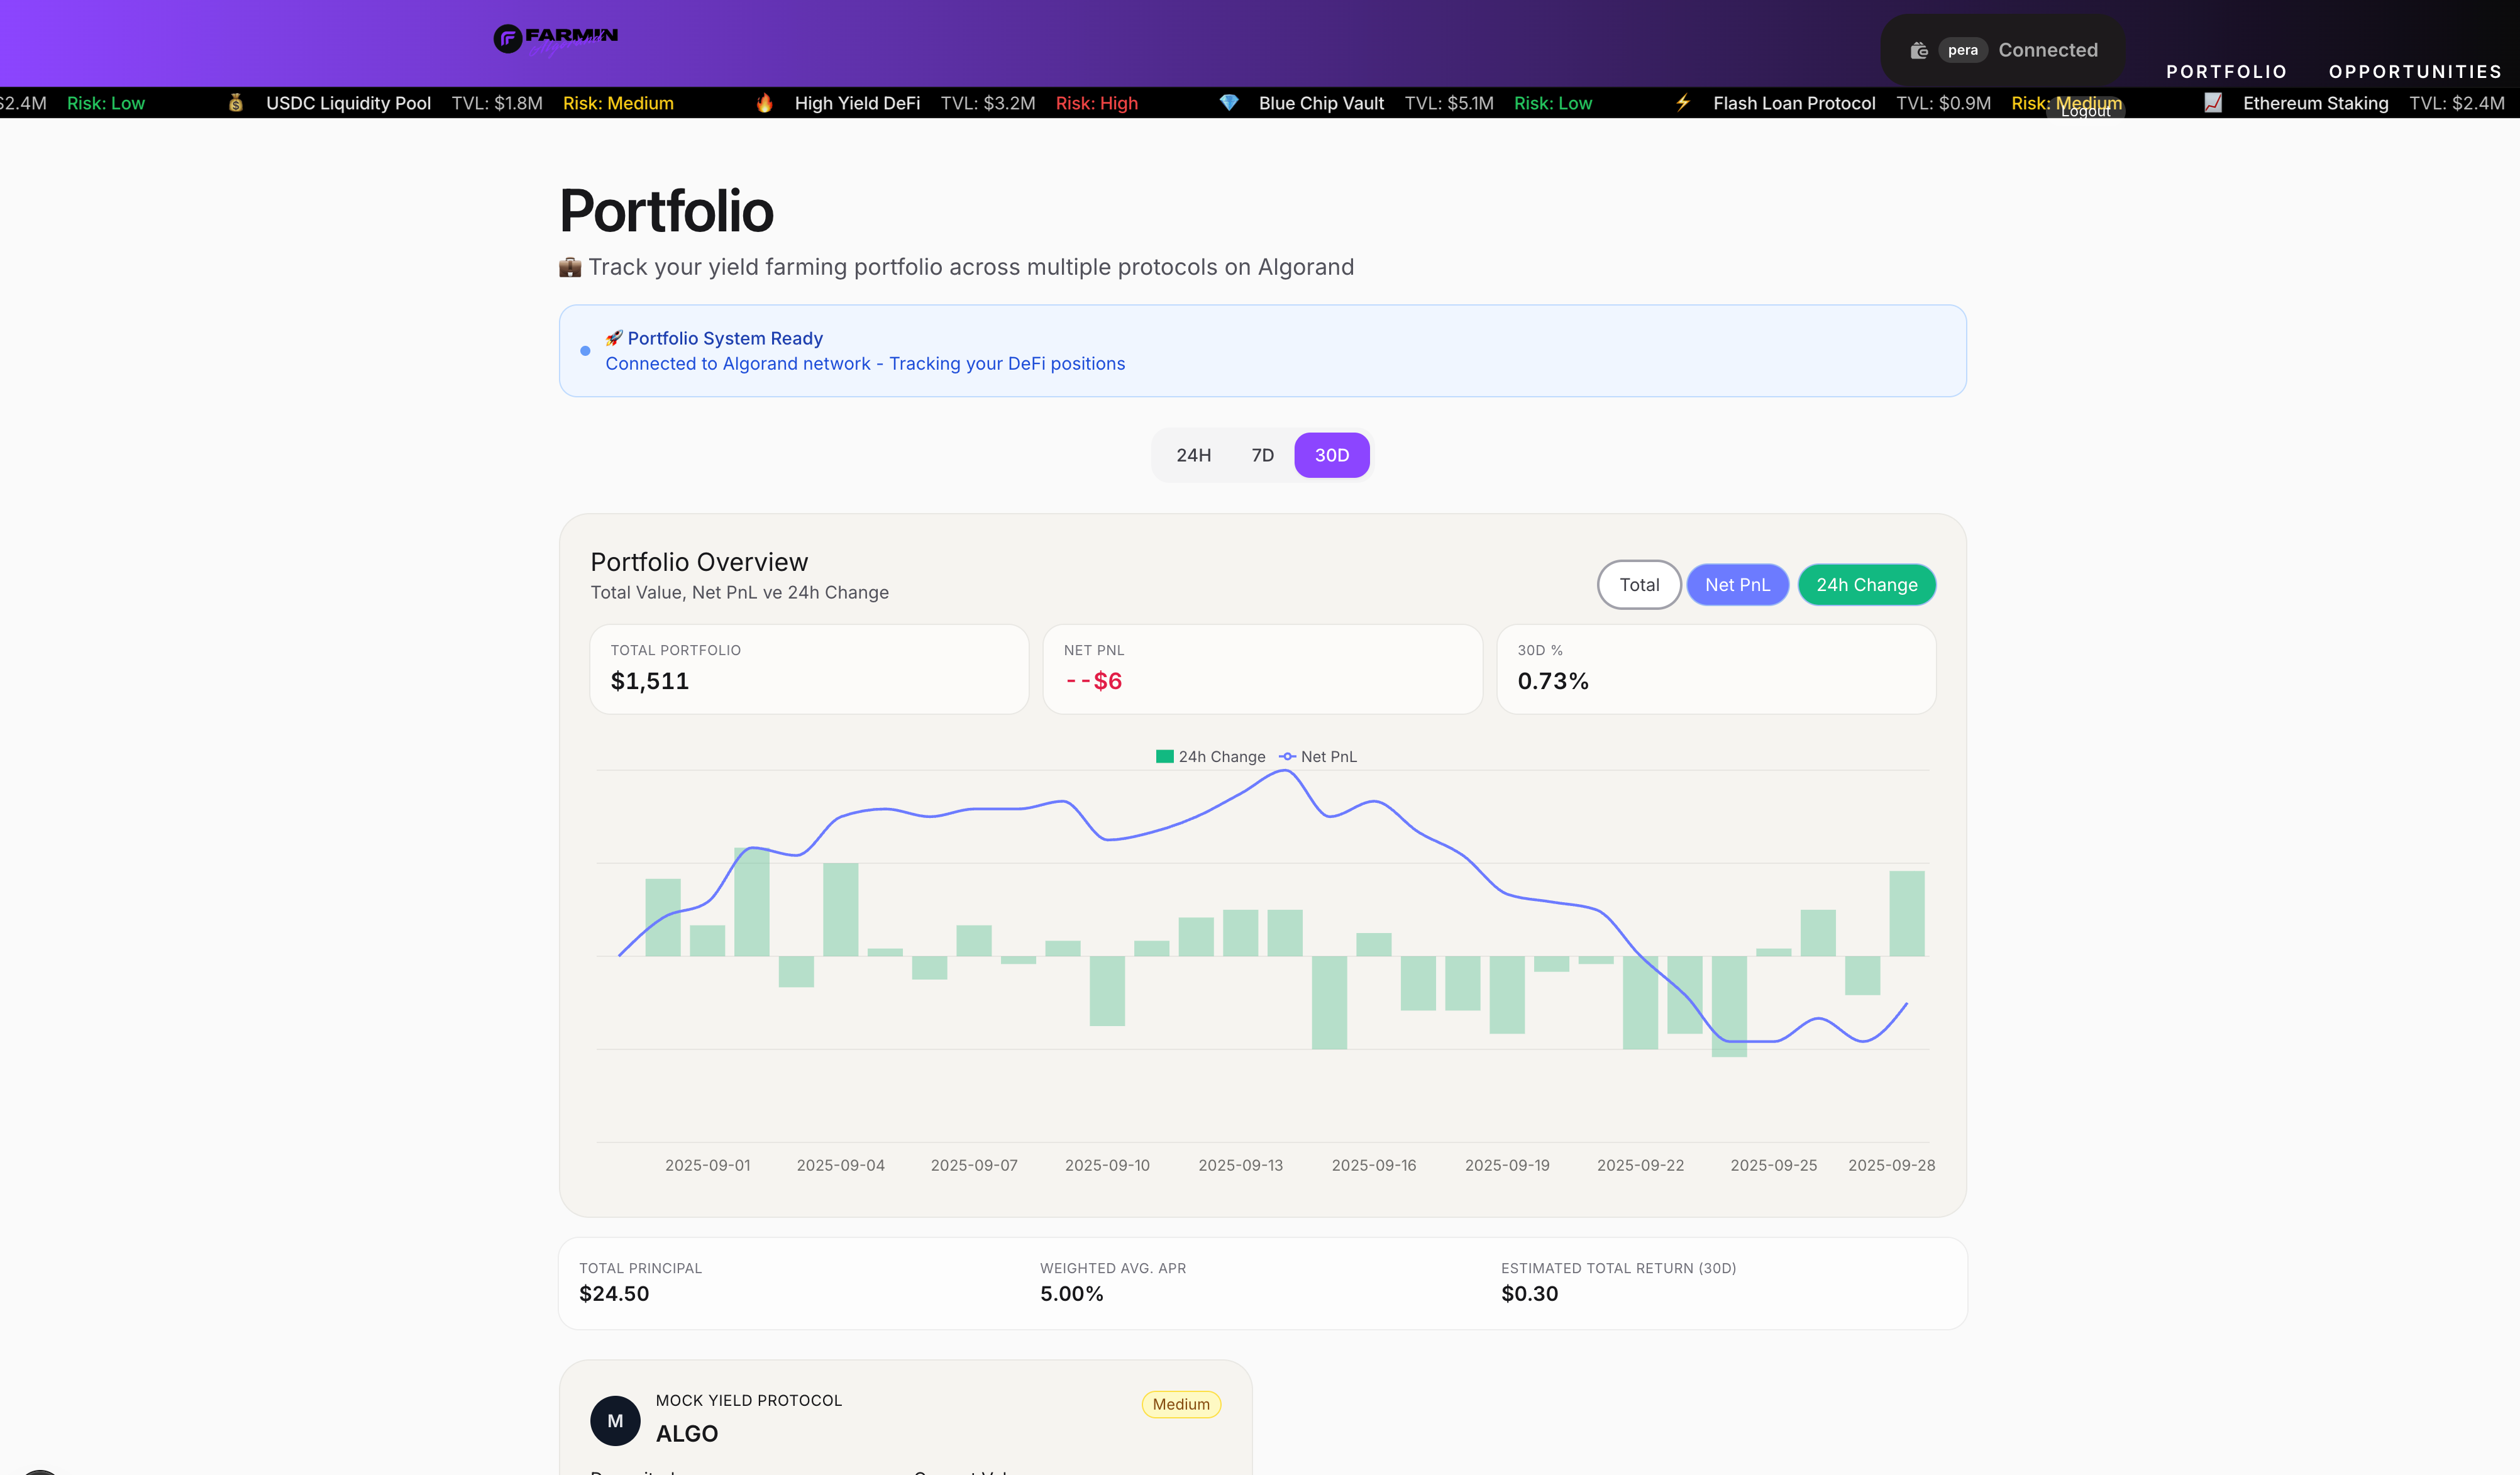 FARMIN
Algorand
pera Connected
PORTFOLIO OPPORTUNITIES
$2.4M Risk: Low 💰 USDC Liquidity Pool TVL: $1.8M Risk: Medium 🔥 High Yield DeFi TVL: $3.2M Risk: High 💎 Blue Chip Vault TVL: $5.1M Risk: Low ⚡ Flash Loan Protocol TVL: $0.9M Risk: Medium 📈 Ethereum Staking TVL: $2.4M
Logout
Portfolio
💼 Track your yield farming portfolio across multiple protocols on Algorand
🚀 Portfolio System Ready
Connected to Algorand network - Tracking your DeFi positions
24H 7D 30D
Portfolio Overview
Total Value, Net PnL ve 24h Change
Total Net PnL 24h Change
TOTAL PORTFOLIO
$1,511
NET PNL
--$6
30D %
0.73%
24h Change Net PnL
2025-09-01 2025-09-04 2025-09-07 2025-09-10 2025-09-13 2025-09-16 2025-09-19 2025-09-22 2025-09-25 2025-09-28
TOTAL PRINCIPAL
$24.50
WEIGHTED AVG. APR
5.00%
ESTIMATED TOTAL RETURN (30D)
$0.30
M
MOCK YIELD PROTOCOL
ALGO
Medium